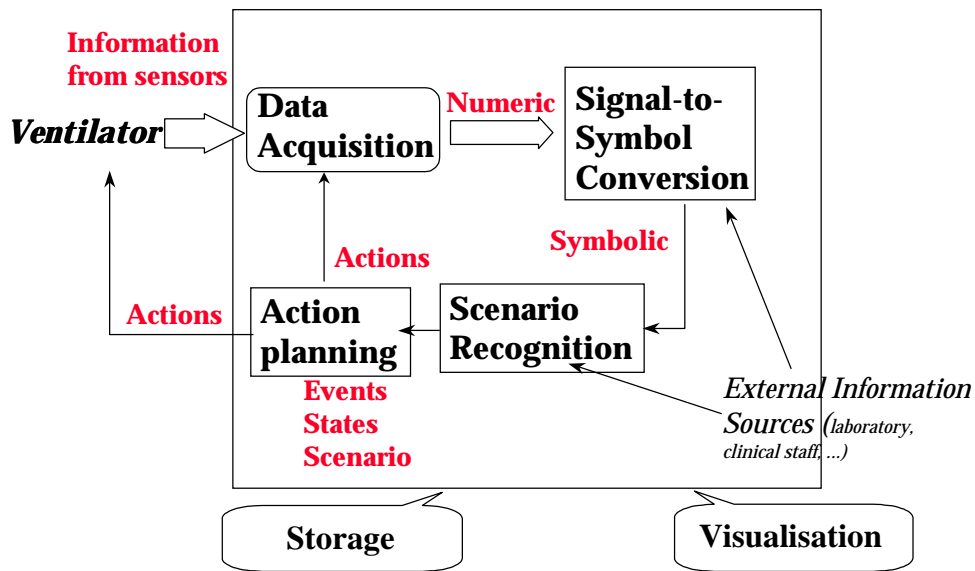 Information
from sensors
Ventilator
Data
Acquisition
Numeric
Signal-to-
Symbol
Conversion
Symbolic
Actions
Actions
Action
planning
Scenario
Recognition
Events
States
Scenario
External Information
Sources (laboratory,
clinical staff, ...)
Storage
Visualisation